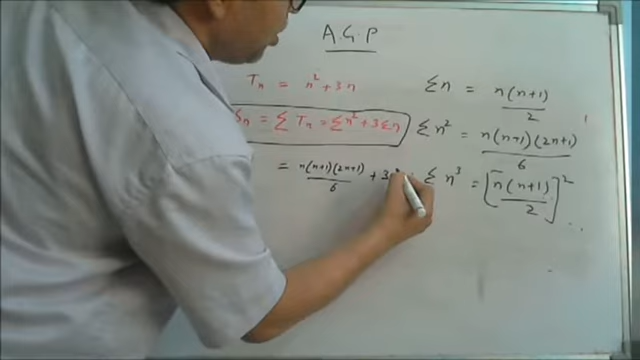 A.G.P
Tn = n² + 3n
Sn = Σ Tn = Σn² + 3Σn
= n(n+1)(2n+1)/6 + 3
Σn = n(n+1)/2
Σn² = n(n+1)(2n+1)/6
Σn³ = [n(n+1)/2]²